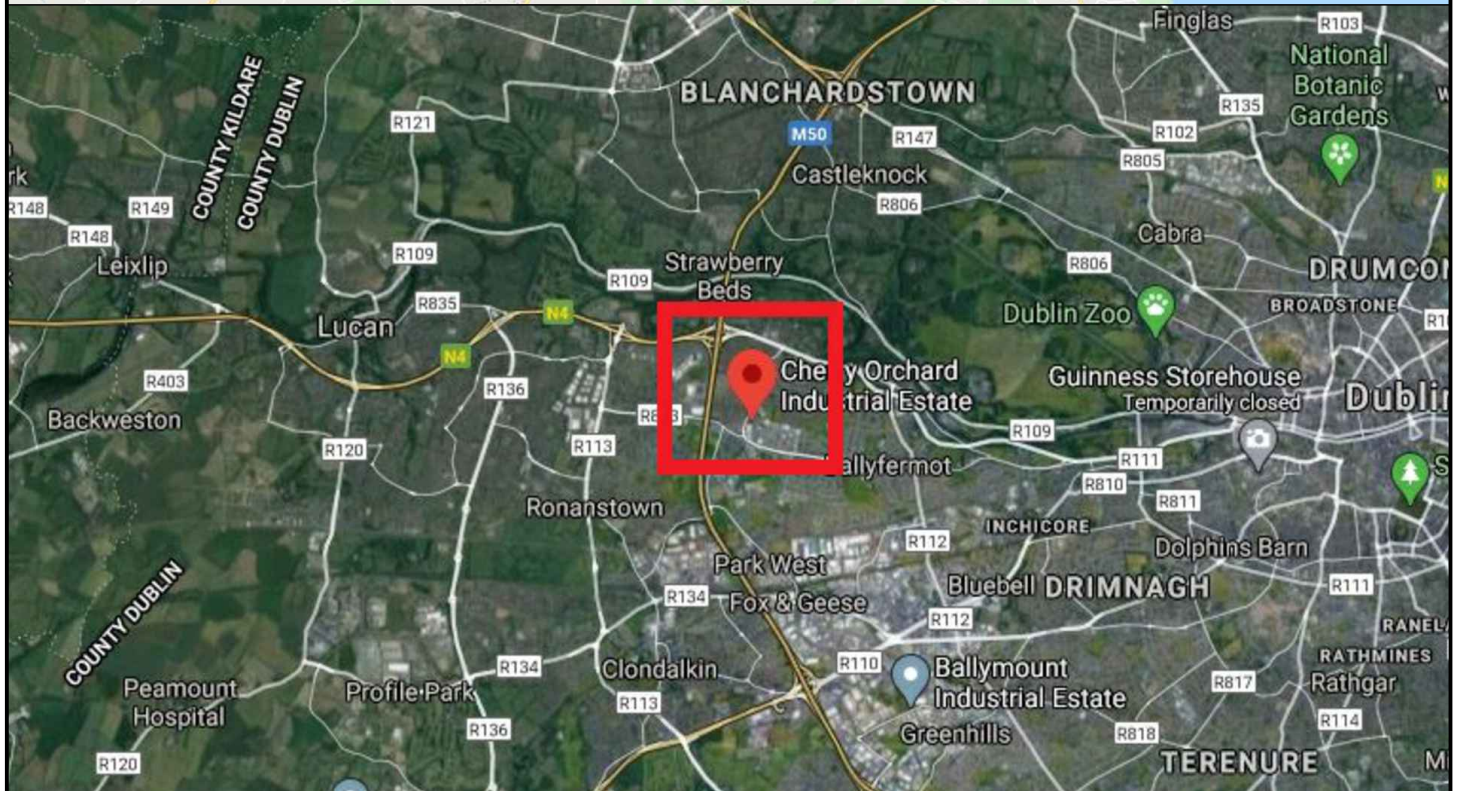 Finglas
R103
National
Botanic
Gardens
BLANCHARDSTOWN
R135
R121
M50
R147
R102
R805
COUNTY KILDARE
COUNTY DUBLIN
Castleknock
R806
R148
R149
R148
Leixlip
R109
R109
Strawberry
Beds
Cabra
R806
BROADSTONE
R835
N4
Lucan
Dublin Zoo
N4
R403
R136
Cherry Orchard
Industrial Estate
Guinness Storehouse
Temporarily closed
Backweston
R120
R113
R109
R111
Ballyfermot
R810
R811
Ronanstown
INCHICORE
R112
Dolphins Barn
Park West
Bluebell
DRIMNAGH
R111
R134
Fox & Geese
R112
COUNTY DUBLIN
RATHMINES
Rathgar
R134
Clondalkin
R110
Ballymount
Industrial Estate
R817
Peamount
Hospital
Profile Park
R113
R136
Greenhills
R818
R114
R120
TERENURE